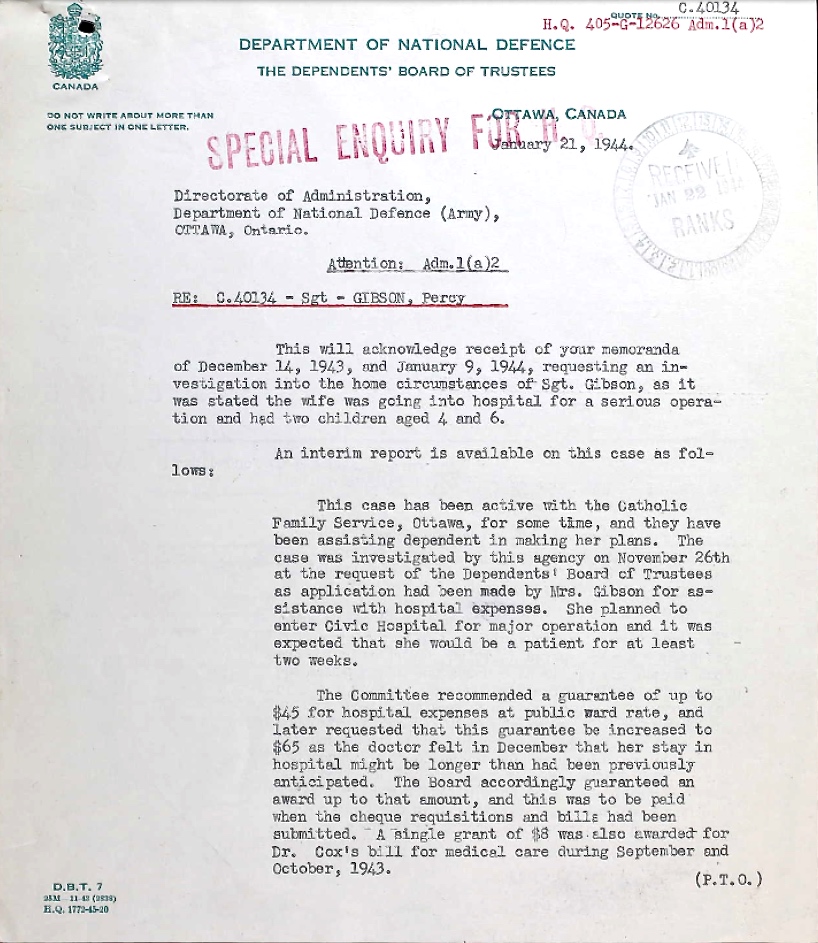 C.40134
QUOTE No.
H.Q. 405-G-12626 Adm.1(a)2
DEPARTMENT OF NATIONAL DEFENCE
THE DEPENDENTS' BOARD OF TRUSTEES
CANADA
DO NOT WRITE ABOUT MORE THAN
ONE SUBJECT IN ONE LETTER.
OTTAWA, CANADA
SPECIAL ENQUIRY FOR H. Q.
January 21, 1944.
RECEIVED
JAN 22 1944
RANKS
Directorate of Administration,
Department of National Defence (Army),
OTTAWA, Ontario.
Attention: Adm.1(a)2
RE: C.40134 - Sgt - GIBSON, Percy
This will acknowledge receipt of your memoranda
of December 14, 1943, and January 9, 1944, requesting an in-
vestigation into the home circumstances of Sgt. Gibson, as it
was stated the wife was going into hospital for a serious opera-
tion and had two children aged 4 and 6.
An interim report is available on this case as fol-
lows:
This case has been active with the Catholic
Family Service, Ottawa, for some time, and they have
been assisting dependent in making her plans. The
case was investigated by this agency on November 26th
at the request of the Dependents' Board of Trustees
as application had been made by Mrs. Gibson for as-
sistance with hospital expenses. She planned to
enter Civic Hospital for major operation and it was
expected that she would be a patient for at least
two weeks.
The Committee recommended a guarantee of up to
$45 for hospital expenses at public ward rate, and
later requested that this guarantee be increased to
$65 as the doctor felt in December that her stay in
hospital might be longer than had been previously
anticipated. The Board accordingly guaranteed an
award up to that amount, and this was to be paid
when the cheque requisitions and bills had been
submitted. A single grant of $8 was also awarded for
Dr. Cox's bill for medical care during September and
October, 1943.
(P.T.O.)
D.B.T. 7
25M—11-43 (2838)
H.Q. 1772-45-20